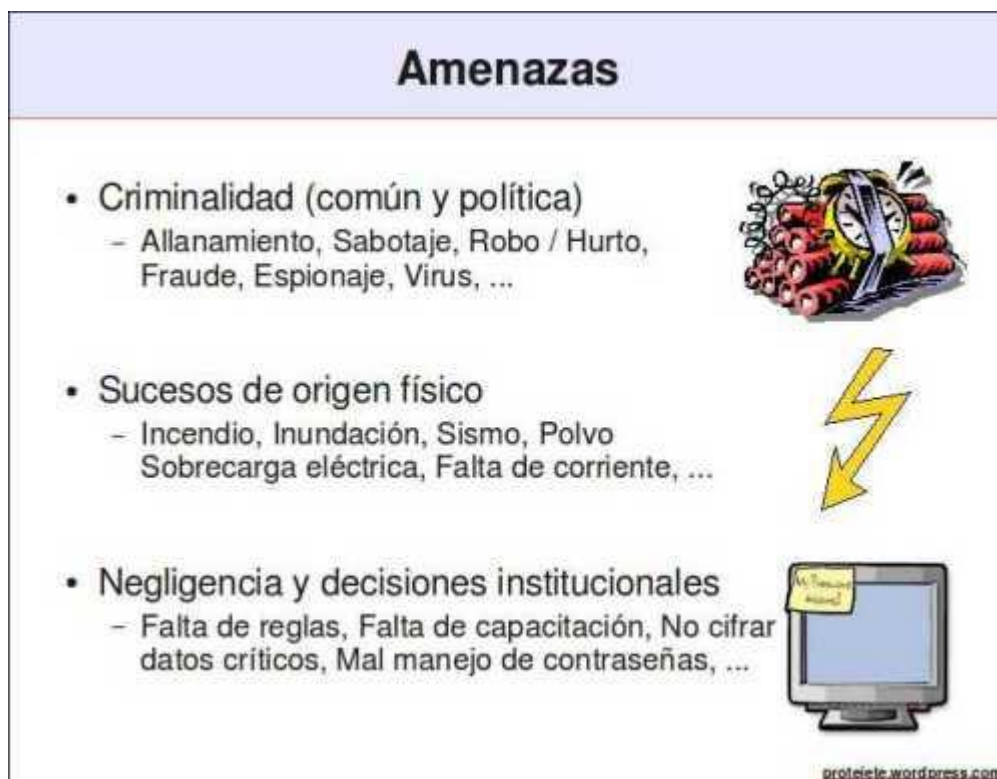 Amenazas
• Criminalidad (común y política)
– Allanamiento, Sabotaje, Robo / Hurto,
Fraude, Espionaje, Virus, ...
• Sucesos de origen físico
– Incendio, Inundación, Sismo, Polvo
Sobrecarga eléctrica, Falta de corriente, ...
• Negligencia y decisiones institucionales
– Falta de reglas, Falta de capacitación, No cifrar
datos críticos, Mal manejo de contraseñas, ...
protejete.wordpress.com